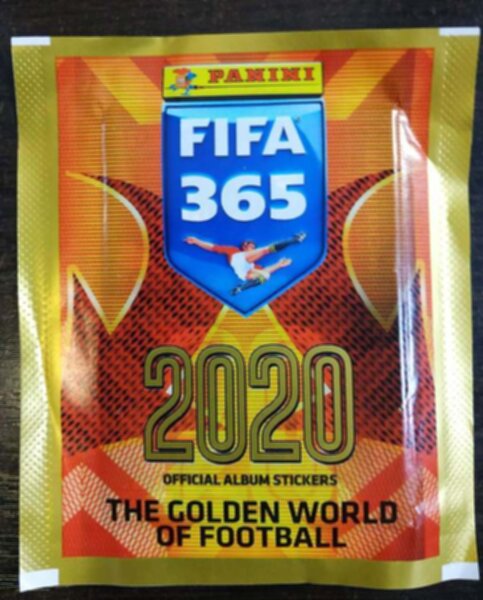 PANINI
FIFA
365
2020
OFFICIAL ALBUM STICKERS
THE GOLDEN WORLD
OF FOOTBALL